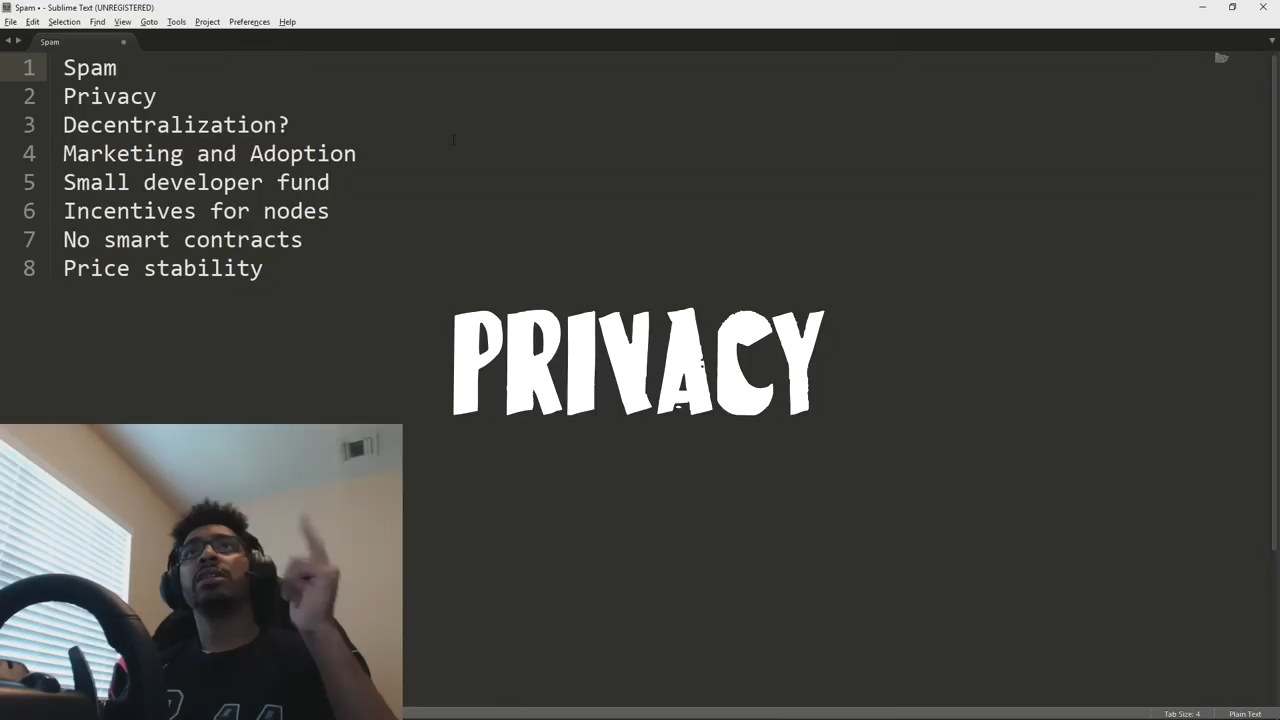 Spam • - Sublime Text (UNREGISTERED)
File Edit Selection Find View Goto Tools Project Preferences Help
Spam
1 Spam
2 Privacy
3 Decentralization?
4 Marketing and Adoption
5 Small developer fund
6 Incentives for nodes
7 No smart contracts
8 Price stability
PRIVACY
Tab Size: 4 Plain Text